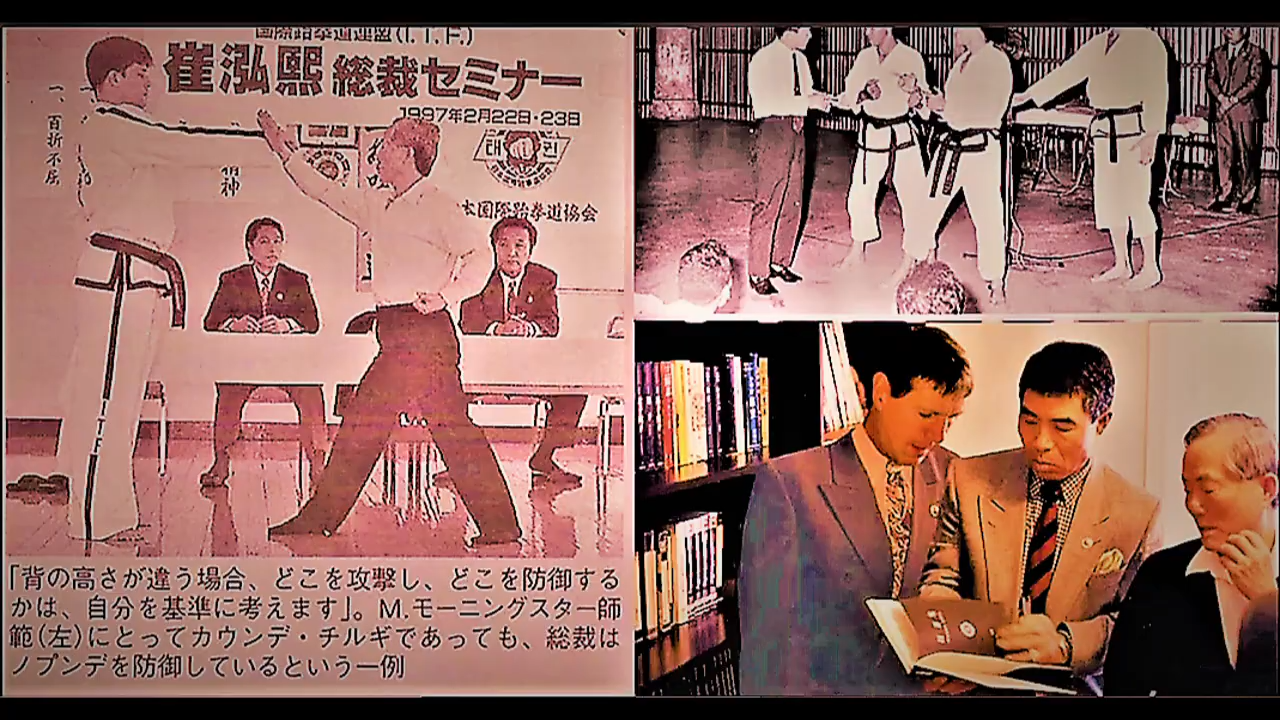 国際跆拳道連盟(I.T.F.)
崔泓熙 総裁セミナー
1997年2月22日・23日
一、百折不屈
精神
태권
本国際跆拳道協会
ITF
「背の高さが違う場合、どこを攻撃し、どこを防御する
かは、自分を基準に考えます」。M.モーニングスター師
範(左)にとってカウンデ・チルギであっても、総裁は
ノプンデを防御しているという一例